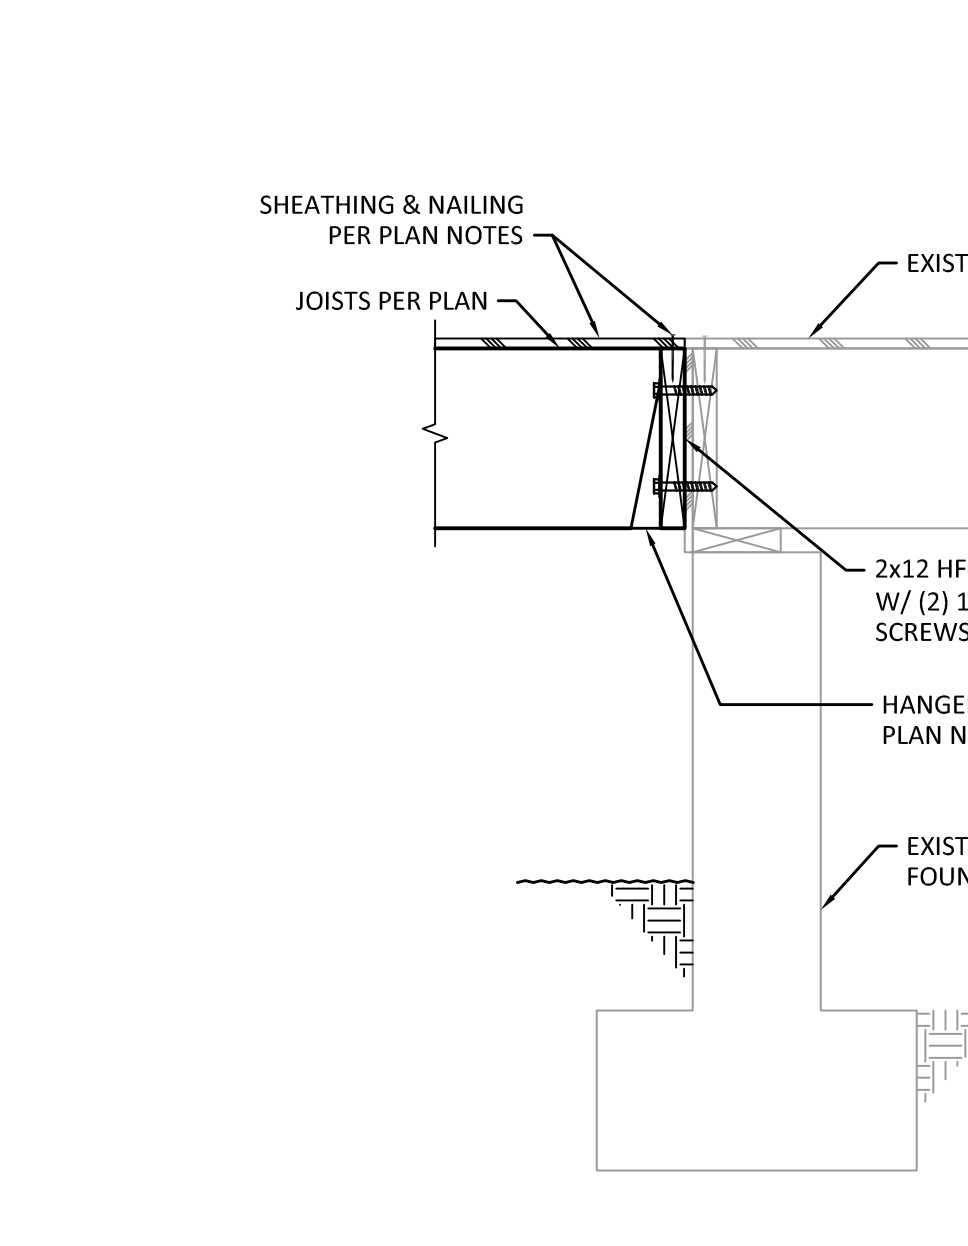 SHEATHING & NAILING
PER PLAN NOTES
EXIST
JOISTS PER PLAN
2x12 HF
W/ (2) 1
SCREWS
HANGE
PLAN N
EXIST
FOUN